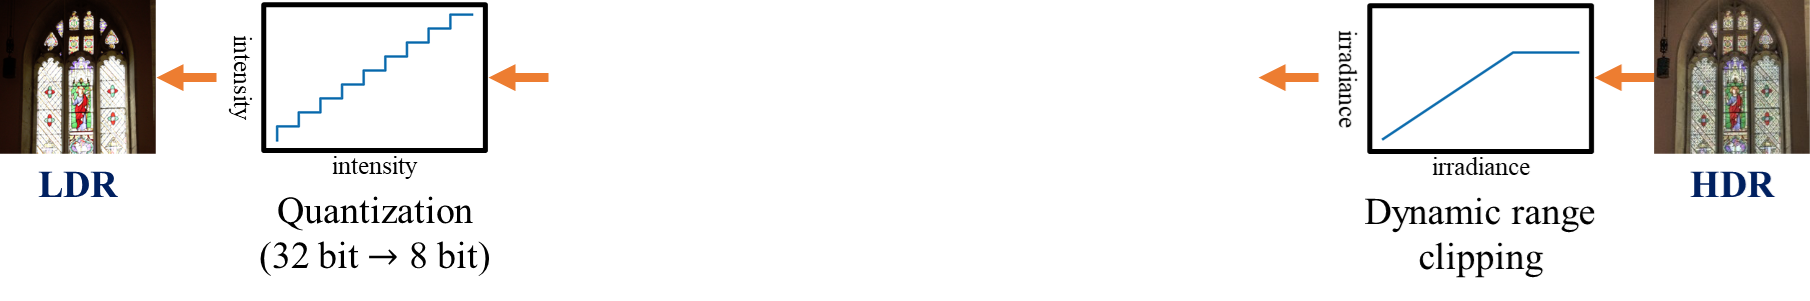 intensity
intensity
LDR
Quantization
(32 bit → 8 bit)
irradiance
irradiance
HDR
Dynamic range
clipping